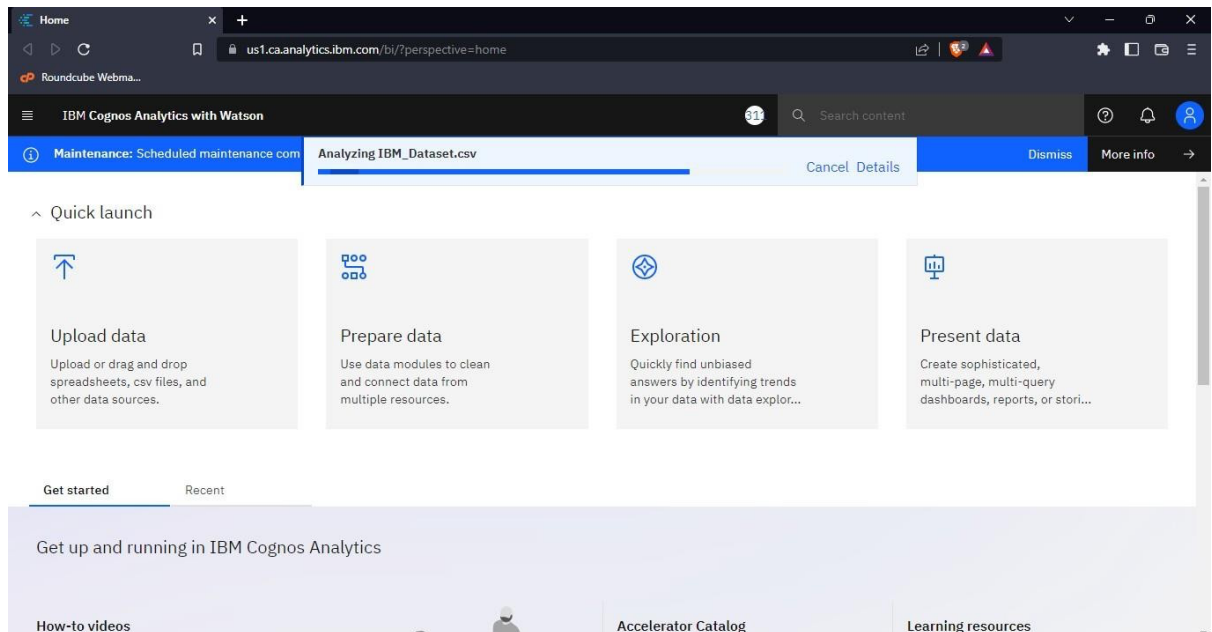 Home
us1.ca.analytics.ibm.com/bi/?perspective=home
2
Roundcube Webma...
IBM Cognos Analytics with Watson
311
Search content
Maintenance: Scheduled maintenance com
Analyzing IBM_Dataset.csv
Cancel Details
Dismiss
More info
Quick launch
Upload data
Upload or drag and drop
spreadsheets, csv files, and
other data sources.
Prepare data
Use data modules to clean
and connect data from
multiple resources.
Exploration
Quickly find unbiased
answers by identifying trends
in your data with data explor...
Present data
Create sophisticated,
multi-page, multi-query
dashboards, reports, or stori...
Get started
Recent
Get up and running in IBM Cognos Analytics
How-to videos
Accelerator Catalog
Learning resources